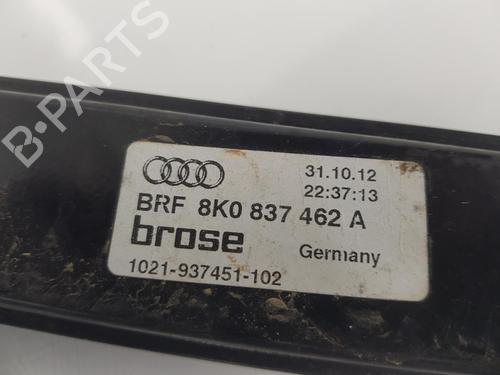 B-PARTS
31.10.12
22:37:13
BRF 8K0 837 462 A
brose Germany
1021-937451-102